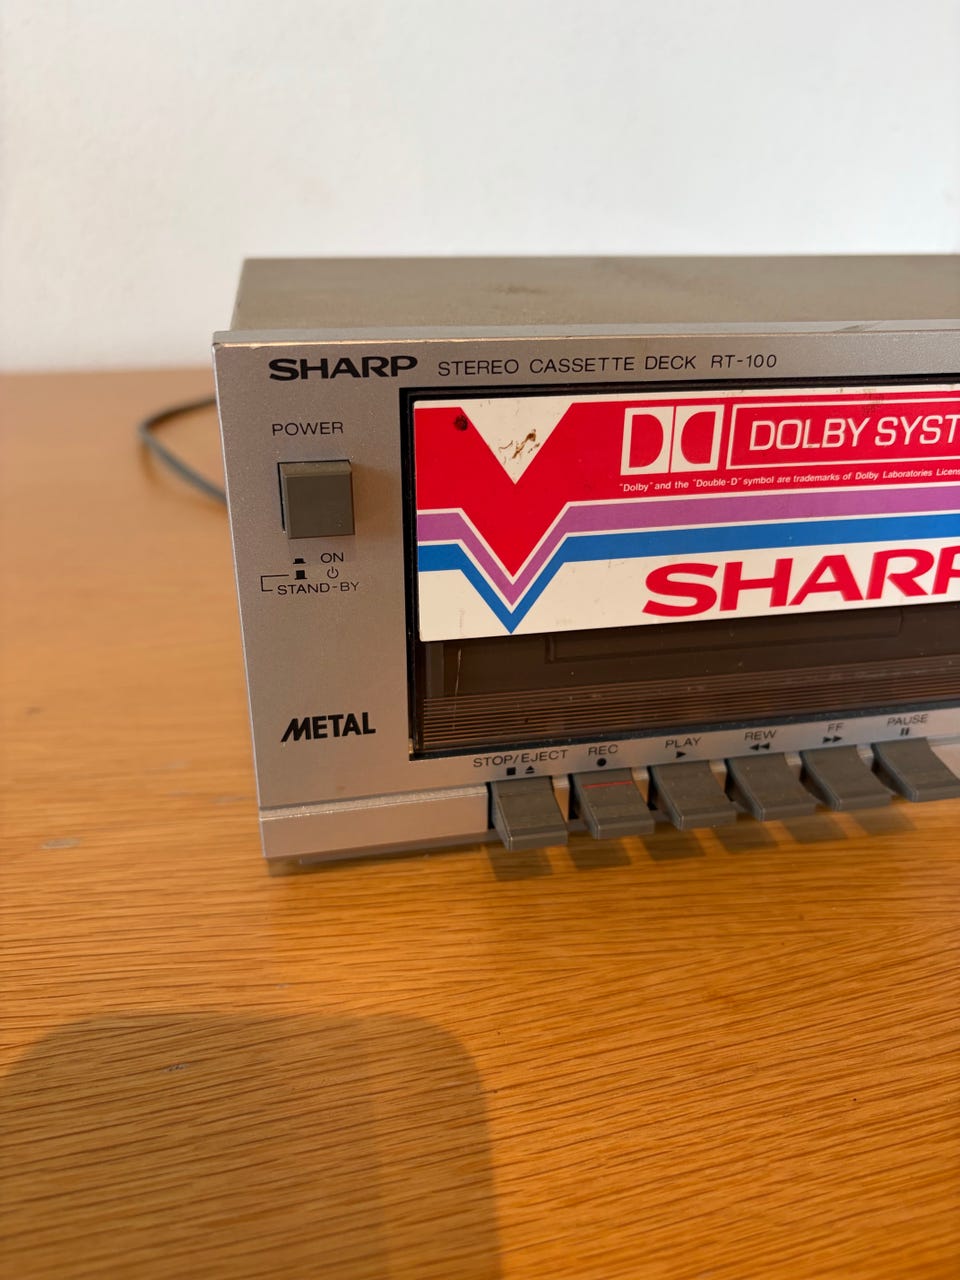 SHARP STEREO CASSETTE DECK RT-100
POWER
ON
STAND-BY
METAL
DOLBY SYST
"Dolby" and the "Double-D" symbol are trademarks of Dolby Laboratories Licens
SHARP
STOP/EJECT REC PLAY REW FF PAUSE